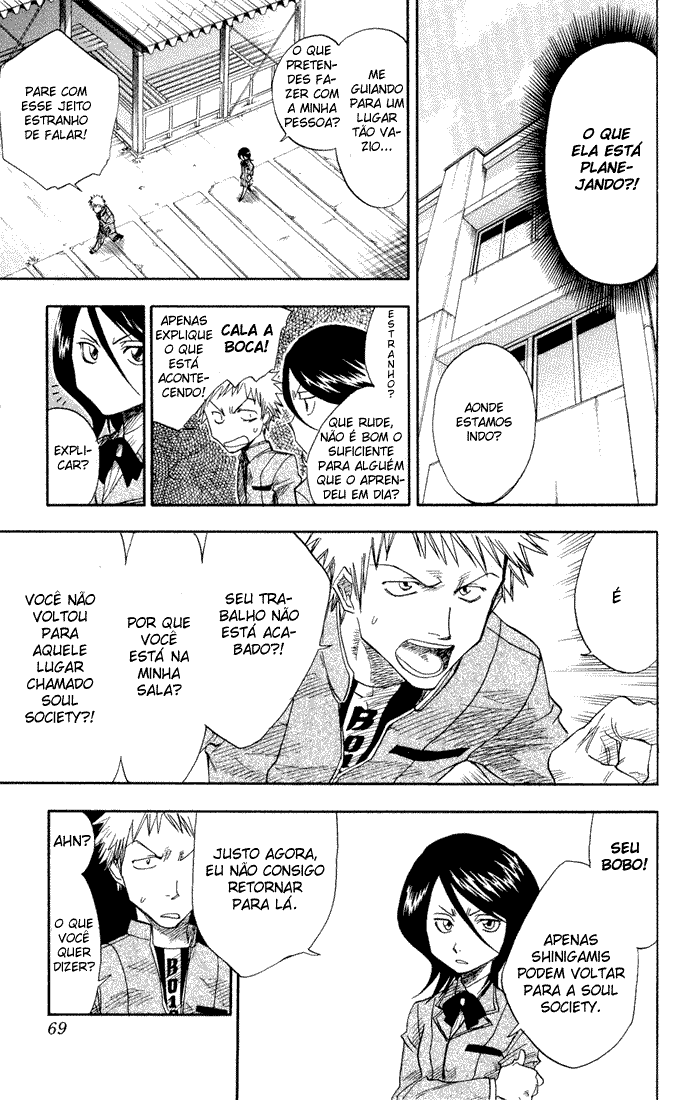 O QUE
ELA ESTÁ
PLANE-
JANDO?!
AONDE
ESTAMOS
INDO?
ME
GUIANDO
PARA UM
LUGAR
TÃO VA-
ZIO...
O QUE
PRETEN-
DES FA-
ZER COM
A MINHA
PESSOA?
PARE COM
ESSE JEITO
ESTRANHO
DE FALAR!
ESTRANHO?
QUE RUDE,
NÃO É BOM O
SUFICIENTE
PARA ALGUÉM
QUE O APREN-
DEU EM DIA?
CALA A
BOCA!
APENAS
EXPLIQUE
O QUE
ESTÁ
ACONTE-
CENDO!
EXPLI-
CAR?
É
SEU TRA-
BALHO NÃO
ESTÁ ACA-
BADO?!
POR QUE
VOCÊ
ESTÁ NA
MINHA
SALA?
VOCÊ NÃO
VOLTOU
PARA
AQUELE
LUGAR
CHAMADO
SOUL
SOCIETY?!
SEU
BOBO!
APENAS
SHINIGAMIS
PODEM VOLTAR
PARA A SOUL
SOCIETY.
JUSTO AGORA,
EU NÃO CONSIGO
RETORNAR
PARA LÁ.
AHN?
O QUE
VOCÊ
QUER
DIZER?
69